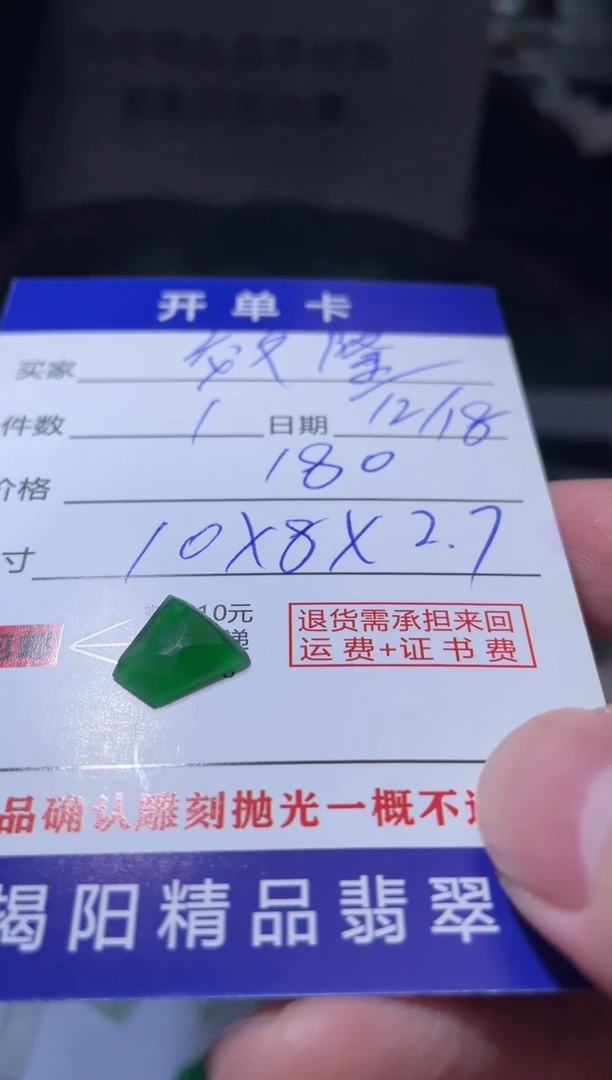 开单卡
买家
件数 1 日期 12/18
价格 180
寸 10X8X2.7
10元
递
退货需承担来回
运费+证书费
品确认雕刻抛光一概不
揭阳精品翡翠